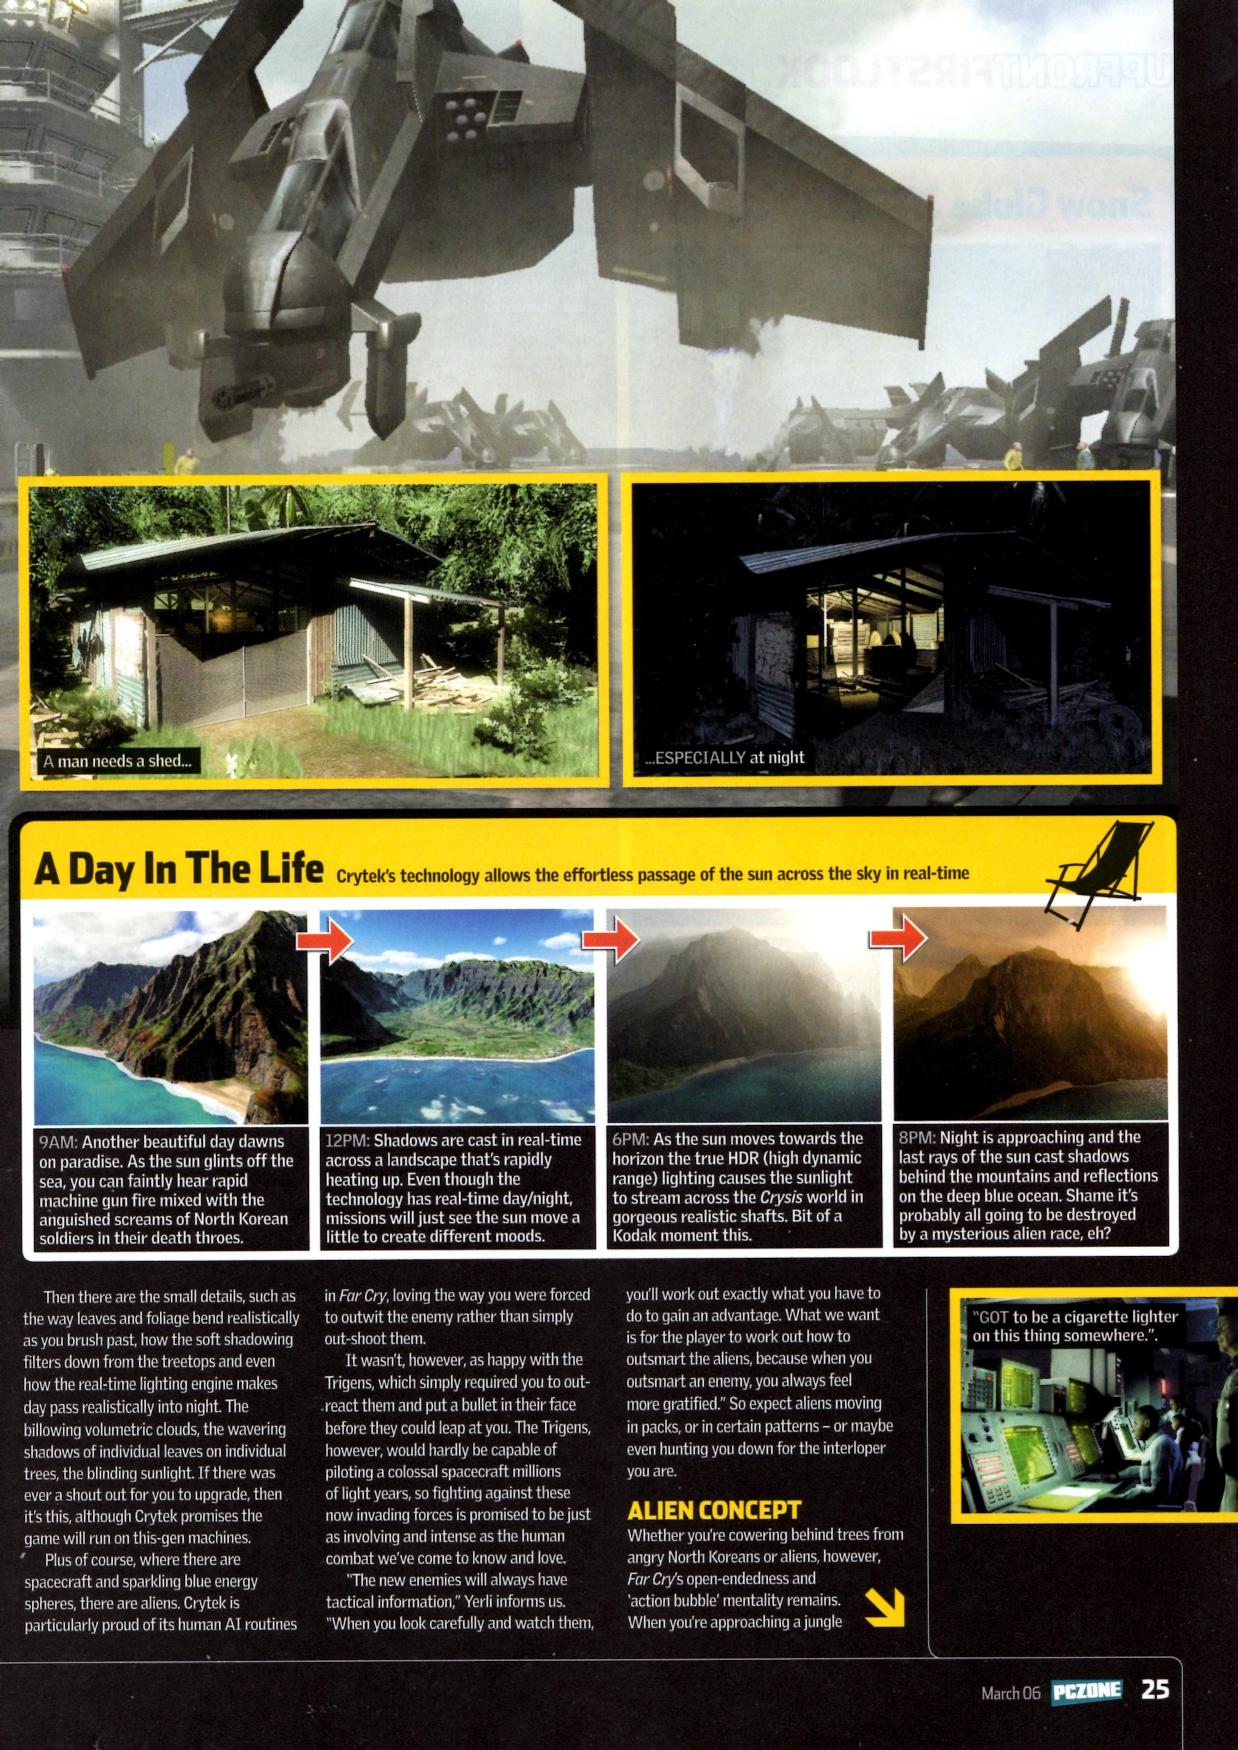 UPFRONTFIRSTLOOK
Snow Globe
A man needs a shed...
...ESPECIALLY at night
A Day In The Life Crytek's technology allows the effortless passage of the sun across the sky in real-time
9AM: Another beautiful day dawns
on paradise. As the sun glints off the
sea, you can faintly hear rapid
machine gun fire mixed with the
anguished screams of North Korean
soldiers in their death throes.
12PM: Shadows are cast in real-time
across a landscape that's rapidly
heating up. Even though the
technology has real-time day/night,
missions will just see the sun move a
little to create different moods.
6PM: As the sun moves towards the
horizon the true HDR (high dynamic
range) lighting causes the sunlight
to stream across the Crysis world in
gorgeous realistic shafts. Bit of a
Kodak moment this.
8PM: Night is approaching and the
last rays of the sun cast shadows
behind the mountains and reflections
on the deep blue ocean. Shame it's
probably all going to be destroyed
by a mysterious alien race, eh?
Then there are the small details, such as
the way leaves and foliage bend realistically
as you brush past, how the soft shadowing
filters down from the treetops and even
how the real-time lighting engine makes
day pass realistically into night. The
billowing volumetric clouds, the wavering
shadows of individual leaves on individual
trees, the blinding sunlight. If there was
ever a shout out for you to upgrade, then
it's this, although Crytek promises the
game will run on this-gen machines.
Plus of course, where there are
spacecraft and sparkling blue energy
spheres, there are aliens. Crytek is
particularly proud of its human AI routines
in Far Cry, loving the way you were forced
to outwit the enemy rather than simply
out-shoot them.
It wasn't, however, as happy with the
Trigens, which simply required you to out-
react them and put a bullet in their face
before they could leap at you. The Trigens,
however, would hardly be capable of
piloting a colossal spacecraft millions
of light years, so fighting against these
now invading forces is promised to be just
as involving and intense as the human
combat we've come to know and love.
"The new enemies will always have
tactical information," Yerli informs us.
"When you look carefully and watch them,
you'll work out exactly what you have to
do to gain an advantage. What we want
is for the player to work out how to
outsmart the aliens, because when you
outsmart an enemy, you always feel
more gratified." So expect aliens moving
in packs, or in certain patterns – or maybe
even hunting you down for the interloper
you are.
ALIEN CONCEPT
Whether you're cowering behind trees from
angry North Koreans or aliens, however,
Far Cry's open-endedness and
'action bubble' mentality remains.
When you're approaching a jungle
"GOT to be a cigarette lighter
on this thing somewhere.".
March 06 PCZONE 25